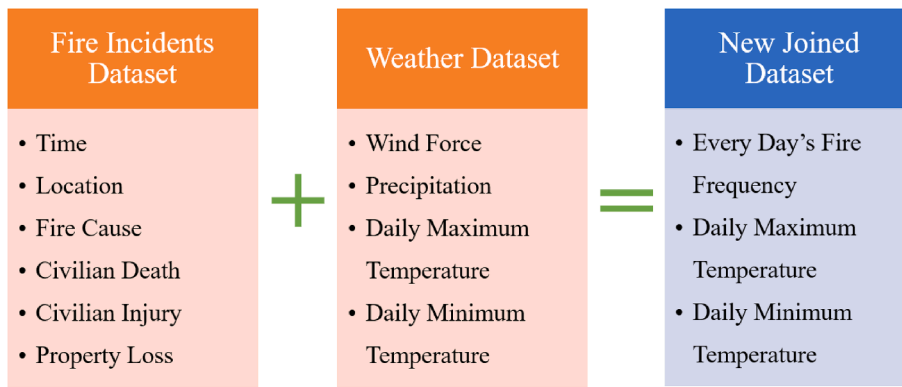 Fire Incidents
Dataset
• Time
• Location
• Fire Cause
• Civilian Death
• Civilian Injury
• Property Loss
+
Weather Dataset
• Wind Force
• Precipitation
• Daily Maximum
Temperature
• Daily Minimum
Temperature
=
New Joined
Dataset
• Every Day's Fire
Frequency
• Daily Maximum
Temperature
• Daily Minimum
Temperature